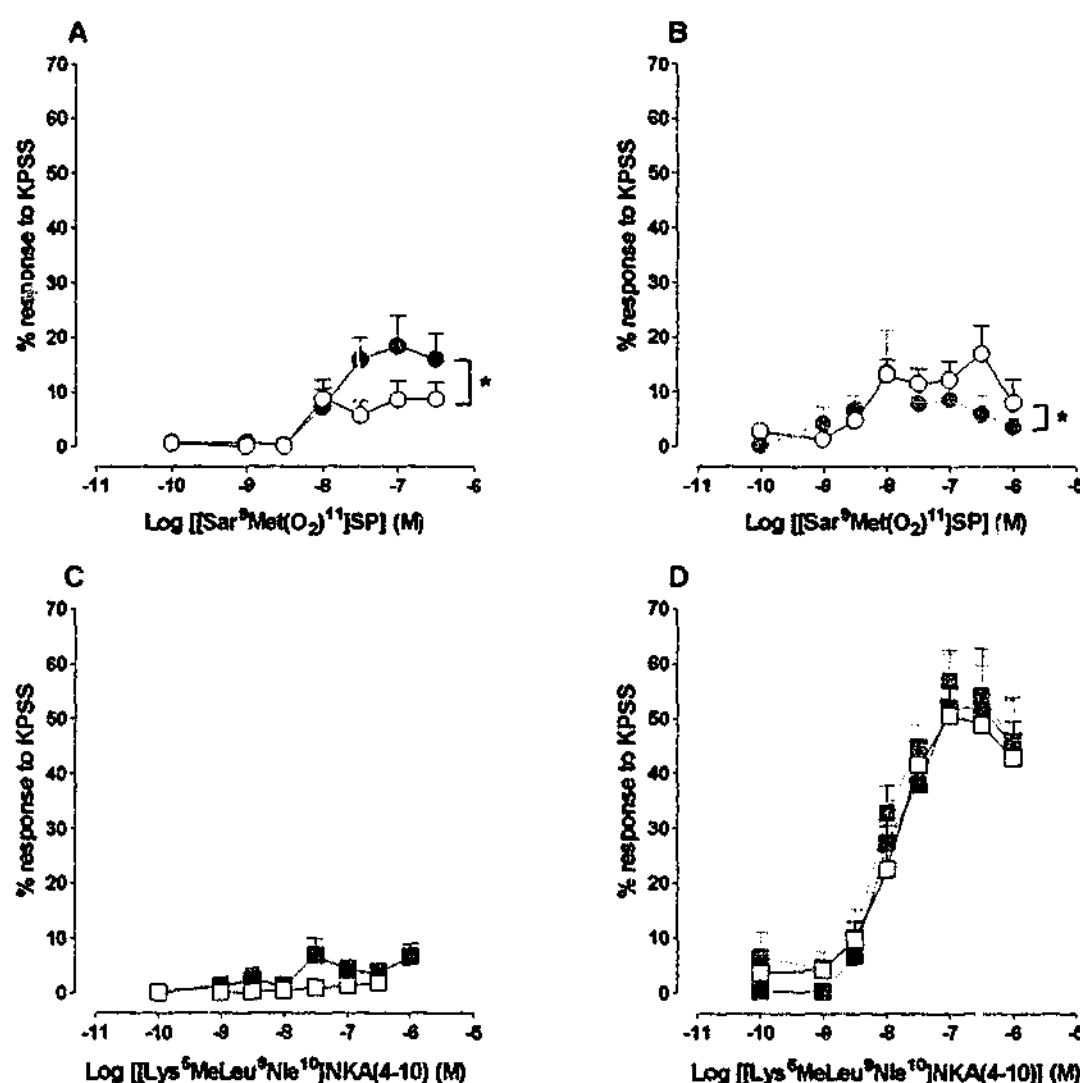 A
B
70
60
50
40
30
20
10
0
% response to KPSS
*
-11 -10 -9 -8 -7 -6
Log [[Sar⁹Met(O₂)¹¹]SP] (M)
70
60
50
40
30
20
10
0
% response to KPSS
*
-11 -10 -9 -8 -7 -6
Log [[Sar⁹Met(O₂)¹¹]SP] (M)
C
D
70
60
50
40
30
20
10
0
% response to KPSS
-11 -10 -9 -8 -7 -6
Log [[Lys⁵MeLeu⁹Nle¹⁰]NKA(4-10) (M)
70
60
50
40
30
20
10
0
% response to KPSS
-11 -10 -9 -8 -7 -6
Log [[Lys⁵MeLeu⁹Nle¹⁰]NKA(4-10)] (M)